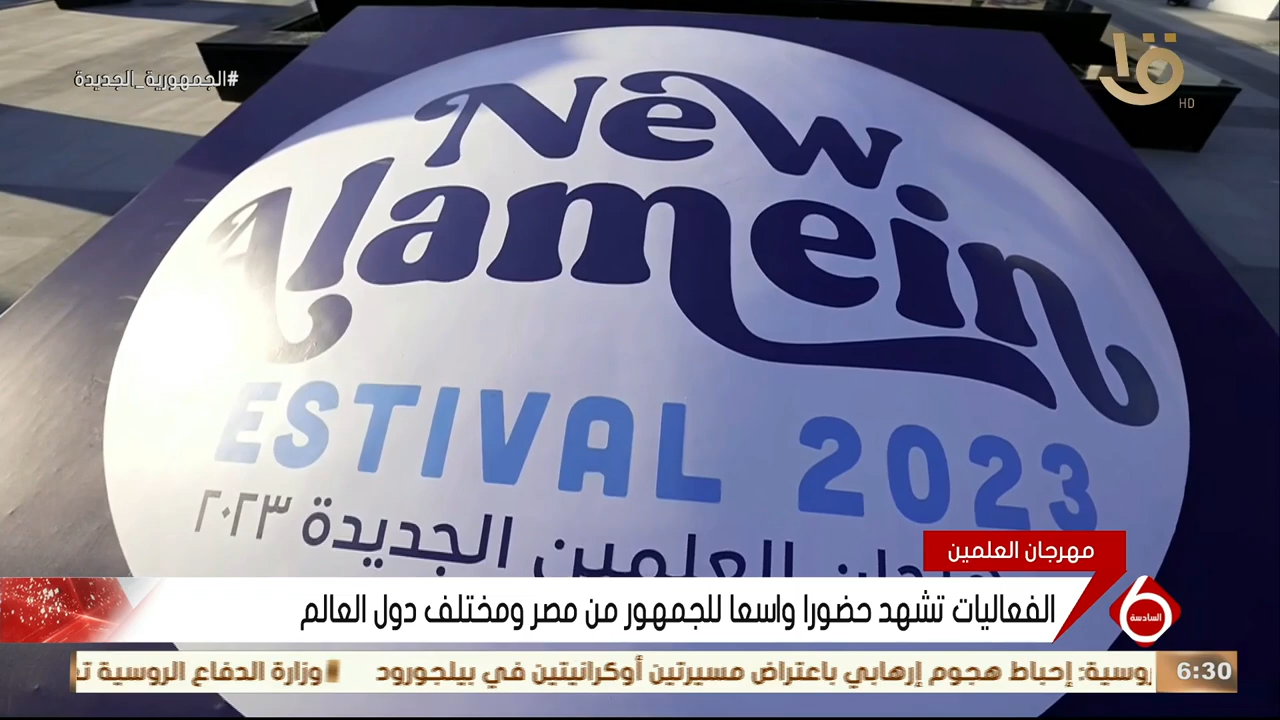 #الجمهورية_الجديدة
HD
New
Alamein
ESTIVAL 2023
العلمين الجديدة ٢٠٢٣
مهرجان العلمين
الفعاليات تشهد حضورا واسعا للجمهور من مصر ومختلف دول العالم
السادسة
6:30
روسية: إحباط هجوم إرهابي باعتراض مسيرتين أوكرانيتين في بيلجورود
وزارة الدفاع الروسية